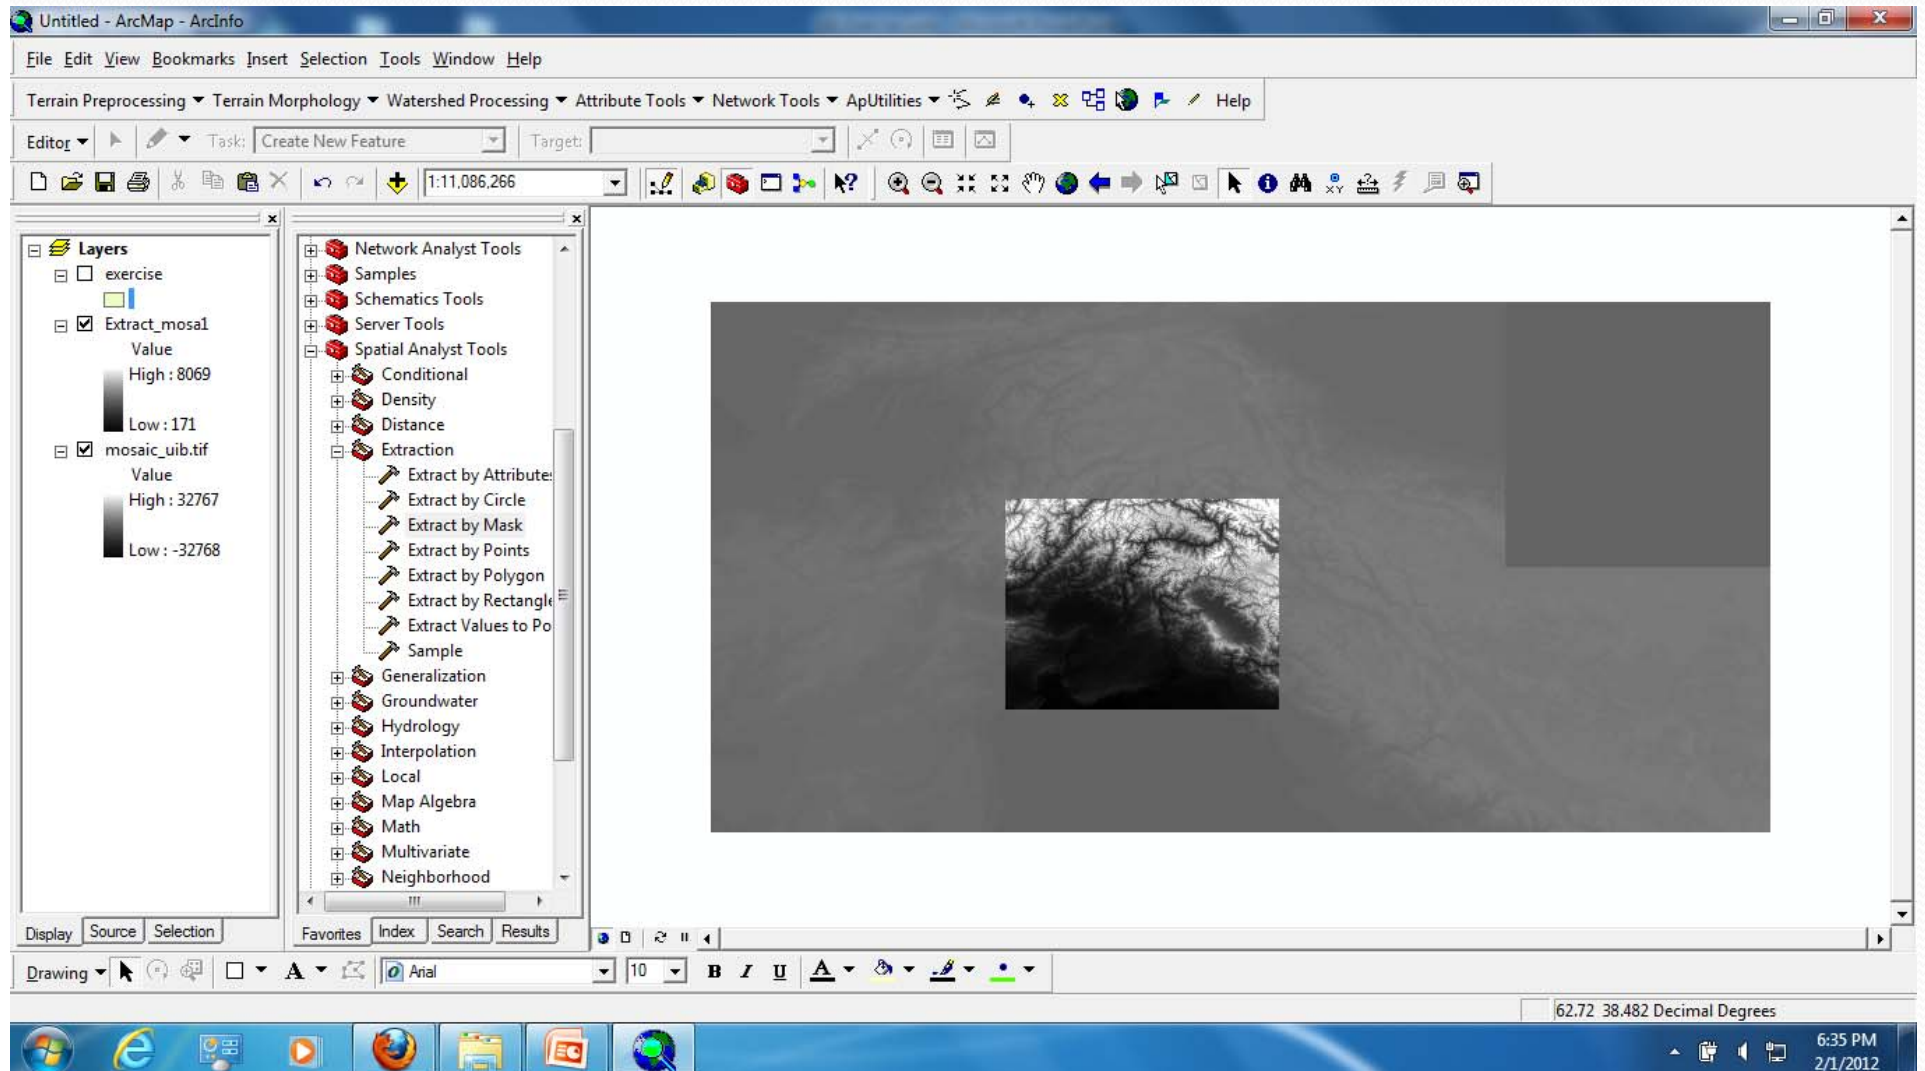 Untitled - ArcMap - ArcInfo
File Edit View Bookmarks Insert Selection Tools Window Help
Terrain Preprocessing Terrain Morphology Watershed Processing Attribute Tools Network Tools ApUtilities Help
Editor Task: Create New Feature Target:
1:11,086,266
Layers
exercise
Extract_mosa1
Value
High : 8069
Low : 171
mosaic_uib.tif
Value
High : 32767
Low : -32768
Display Source Selection
Network Analyst Tools
Samples
Schematics Tools
Server Tools
Spatial Analyst Tools
Conditional
Density
Distance
Extraction
Extract by Attributes
Extract by Circle
Extract by Mask
Extract by Points
Extract by Polygon
Extract by Rectangle
Extract Values to Po
Sample
Generalization
Groundwater
Hydrology
Interpolation
Local
Map Algebra
Math
Multivariate
Neighborhood
Favorites Index Search Results
Drawing A Arial 10 B I U A
62.72 38.482 Decimal Degrees
6:35 PM
2/1/2012